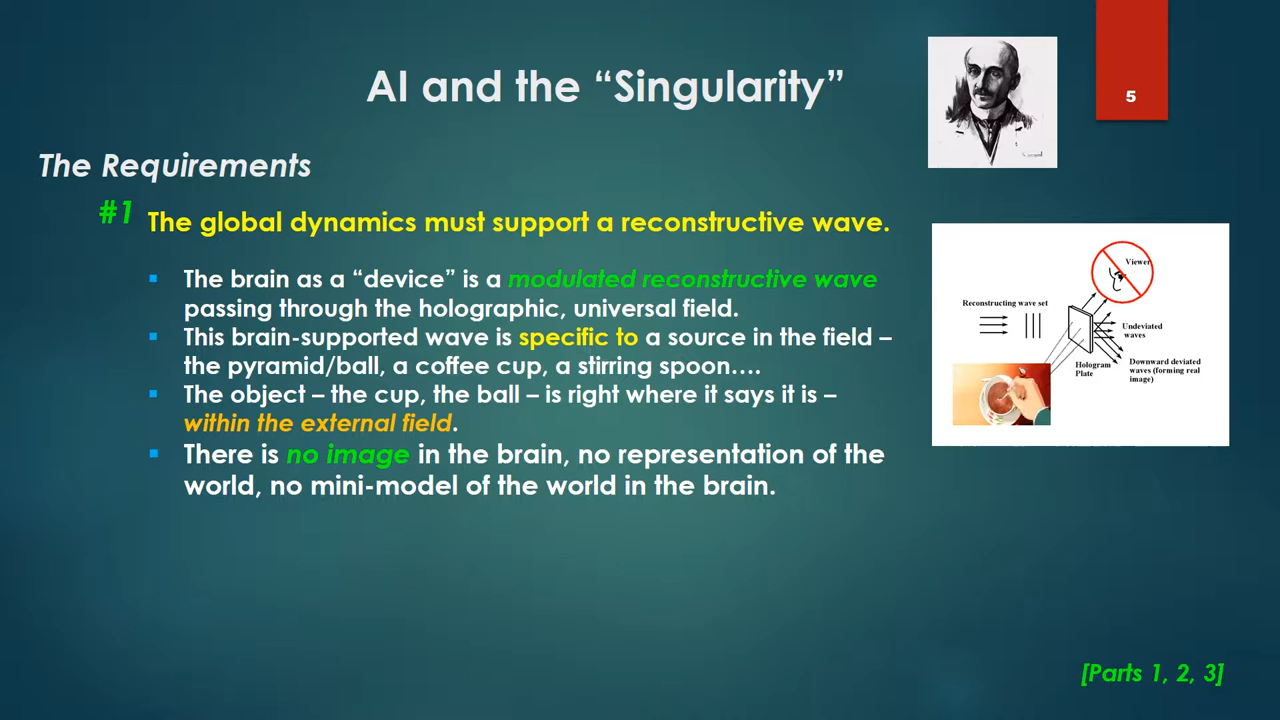 AI and the “Singularity”
5
The Requirements
#1 The global dynamics must support a reconstructive wave.
▪ The brain as a “device” is a modulated reconstructive wave
passing through the holographic, universal field.
▪ This brain-supported wave is specific to a source in the field –
the pyramid/ball, a coffee cup, a stirring spoon….
▪ The object – the cup, the ball – is right where it says it is –
within the external field.
▪ There is no image in the brain, no representation of the
world, no mini-model of the world in the brain.
Viewer
Reconstructing wave set
Undeviated
waves
Hologram
Plate
Downward deviated
waves (forming real
image)
[Parts 1, 2, 3]